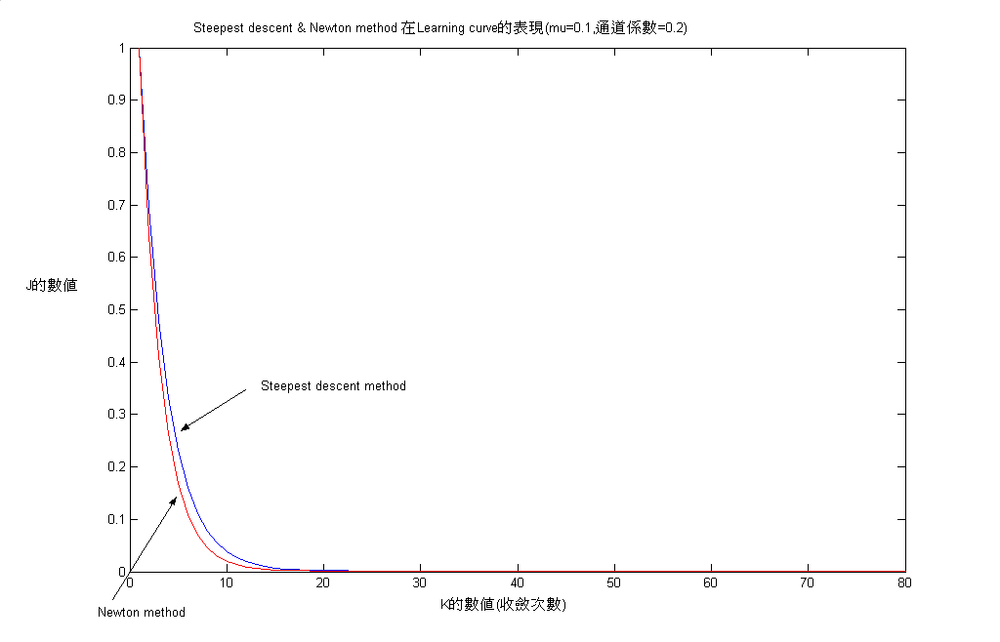 Steepest descent & Newton method 在Learning curve的表現(mu=0.1,通道係數=0.2)
1
0.9
0.8
0.7
0.6
0.5
0.4
0.3
0.2
0.1
0
J的數值
Steepest descent method
Newton method
0 10 20 30 40 50 60 70 80
K的數值(收斂次數)